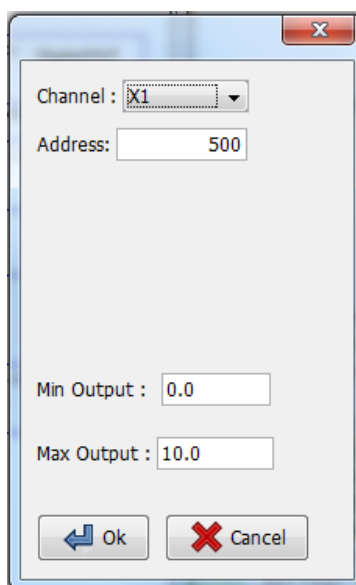 Channel : X1
Address: 500
Min Output : 0.0
Max Output : 10.0
Ok Cancel